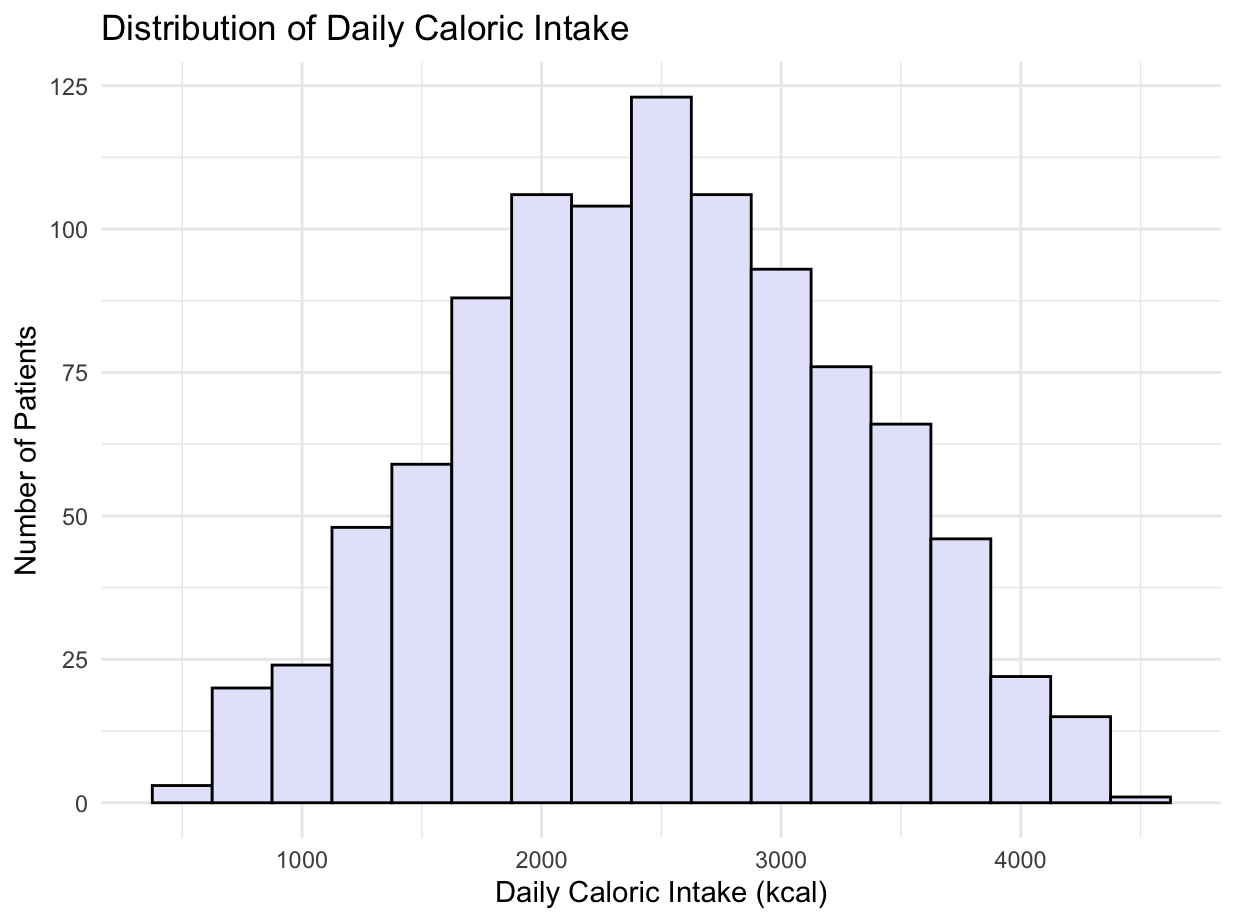 Distribution of Daily Caloric Intake
125
100
75
50
25
0
Number of Patients
1000 2000 3000 4000
Daily Caloric Intake (kcal)